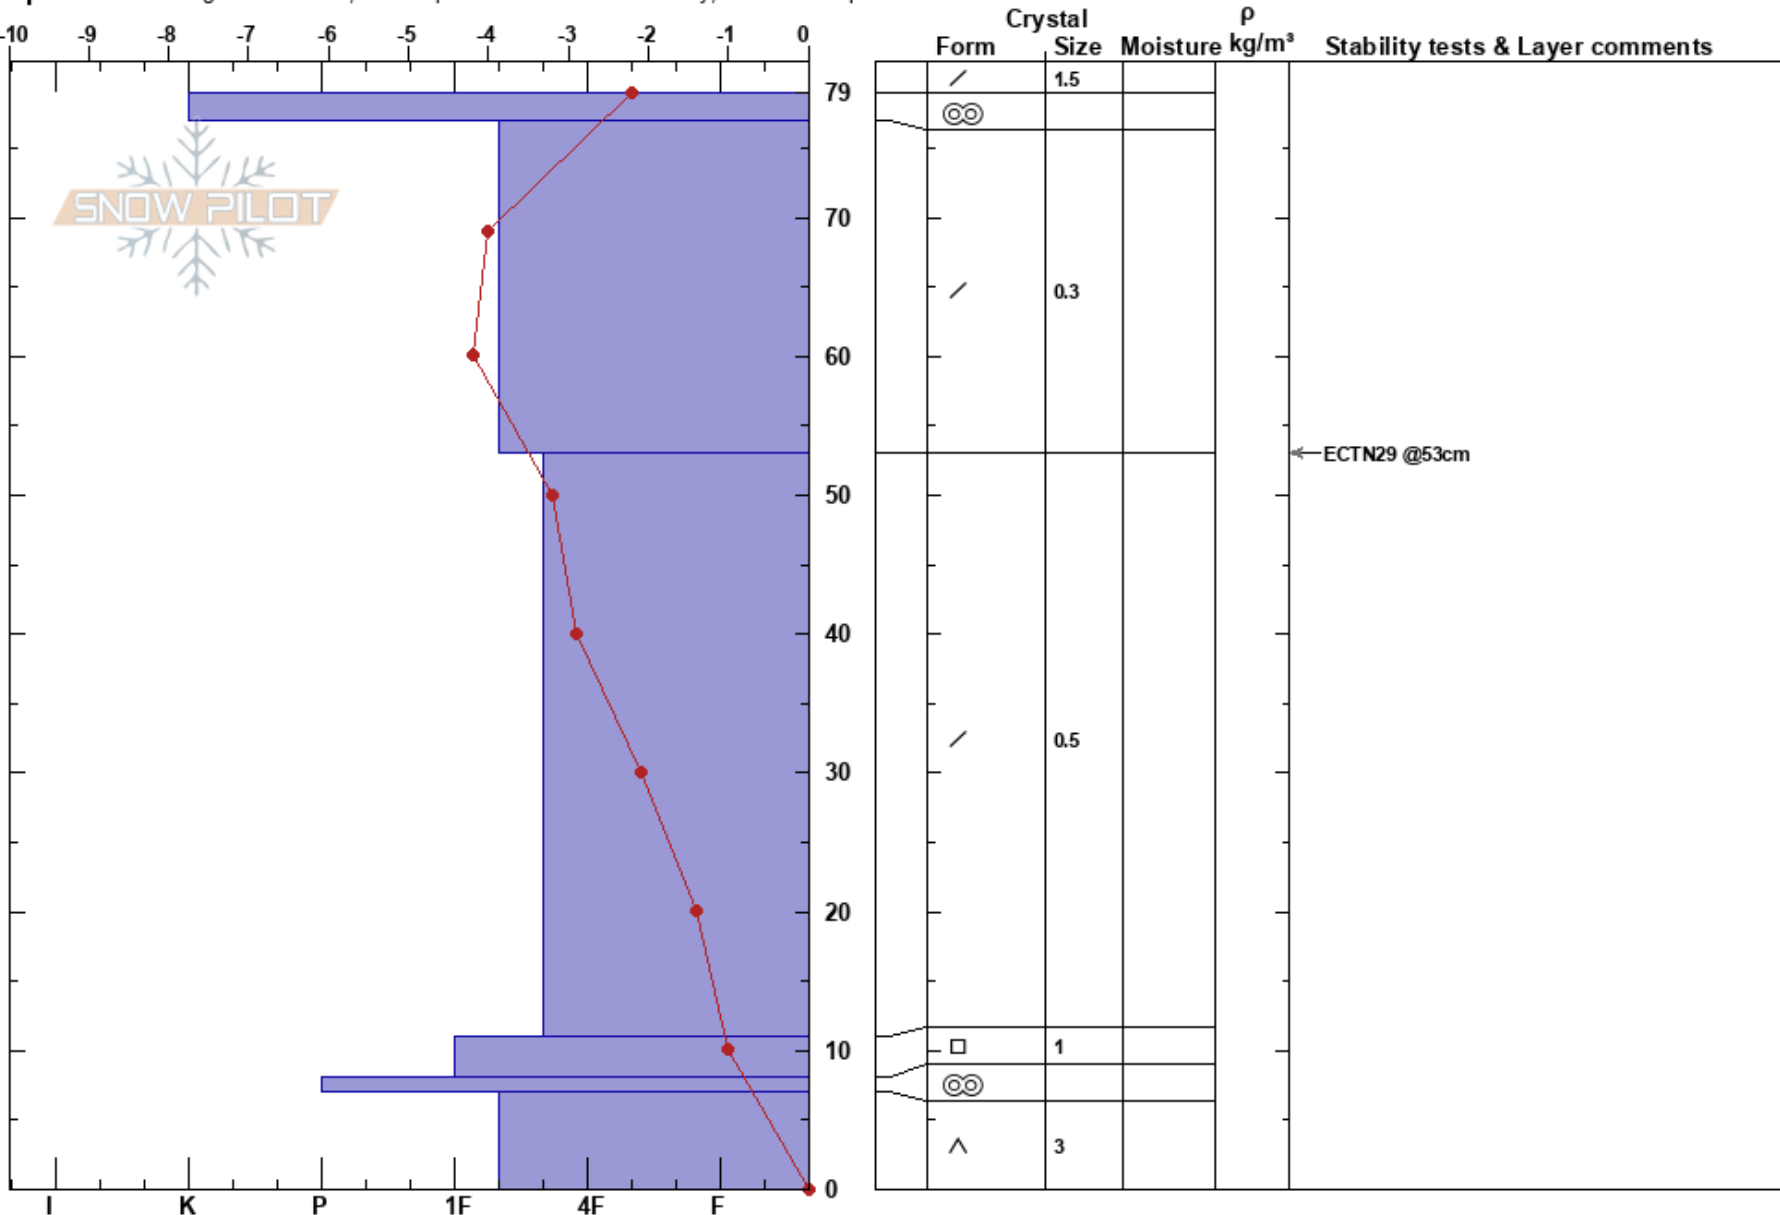 Crystal
ρ
Form Size Moisture kg/m³ Stability tests & Layer comments
-10 -9 -8 -7 -6 -5 -4 -3 -2 -1 0
1.5
79
SNOW PILOT
70
0.3
60
ECTN29 @53cm
50
40
0.5
30
20
10
1
3
0
I K P 1F 4F F